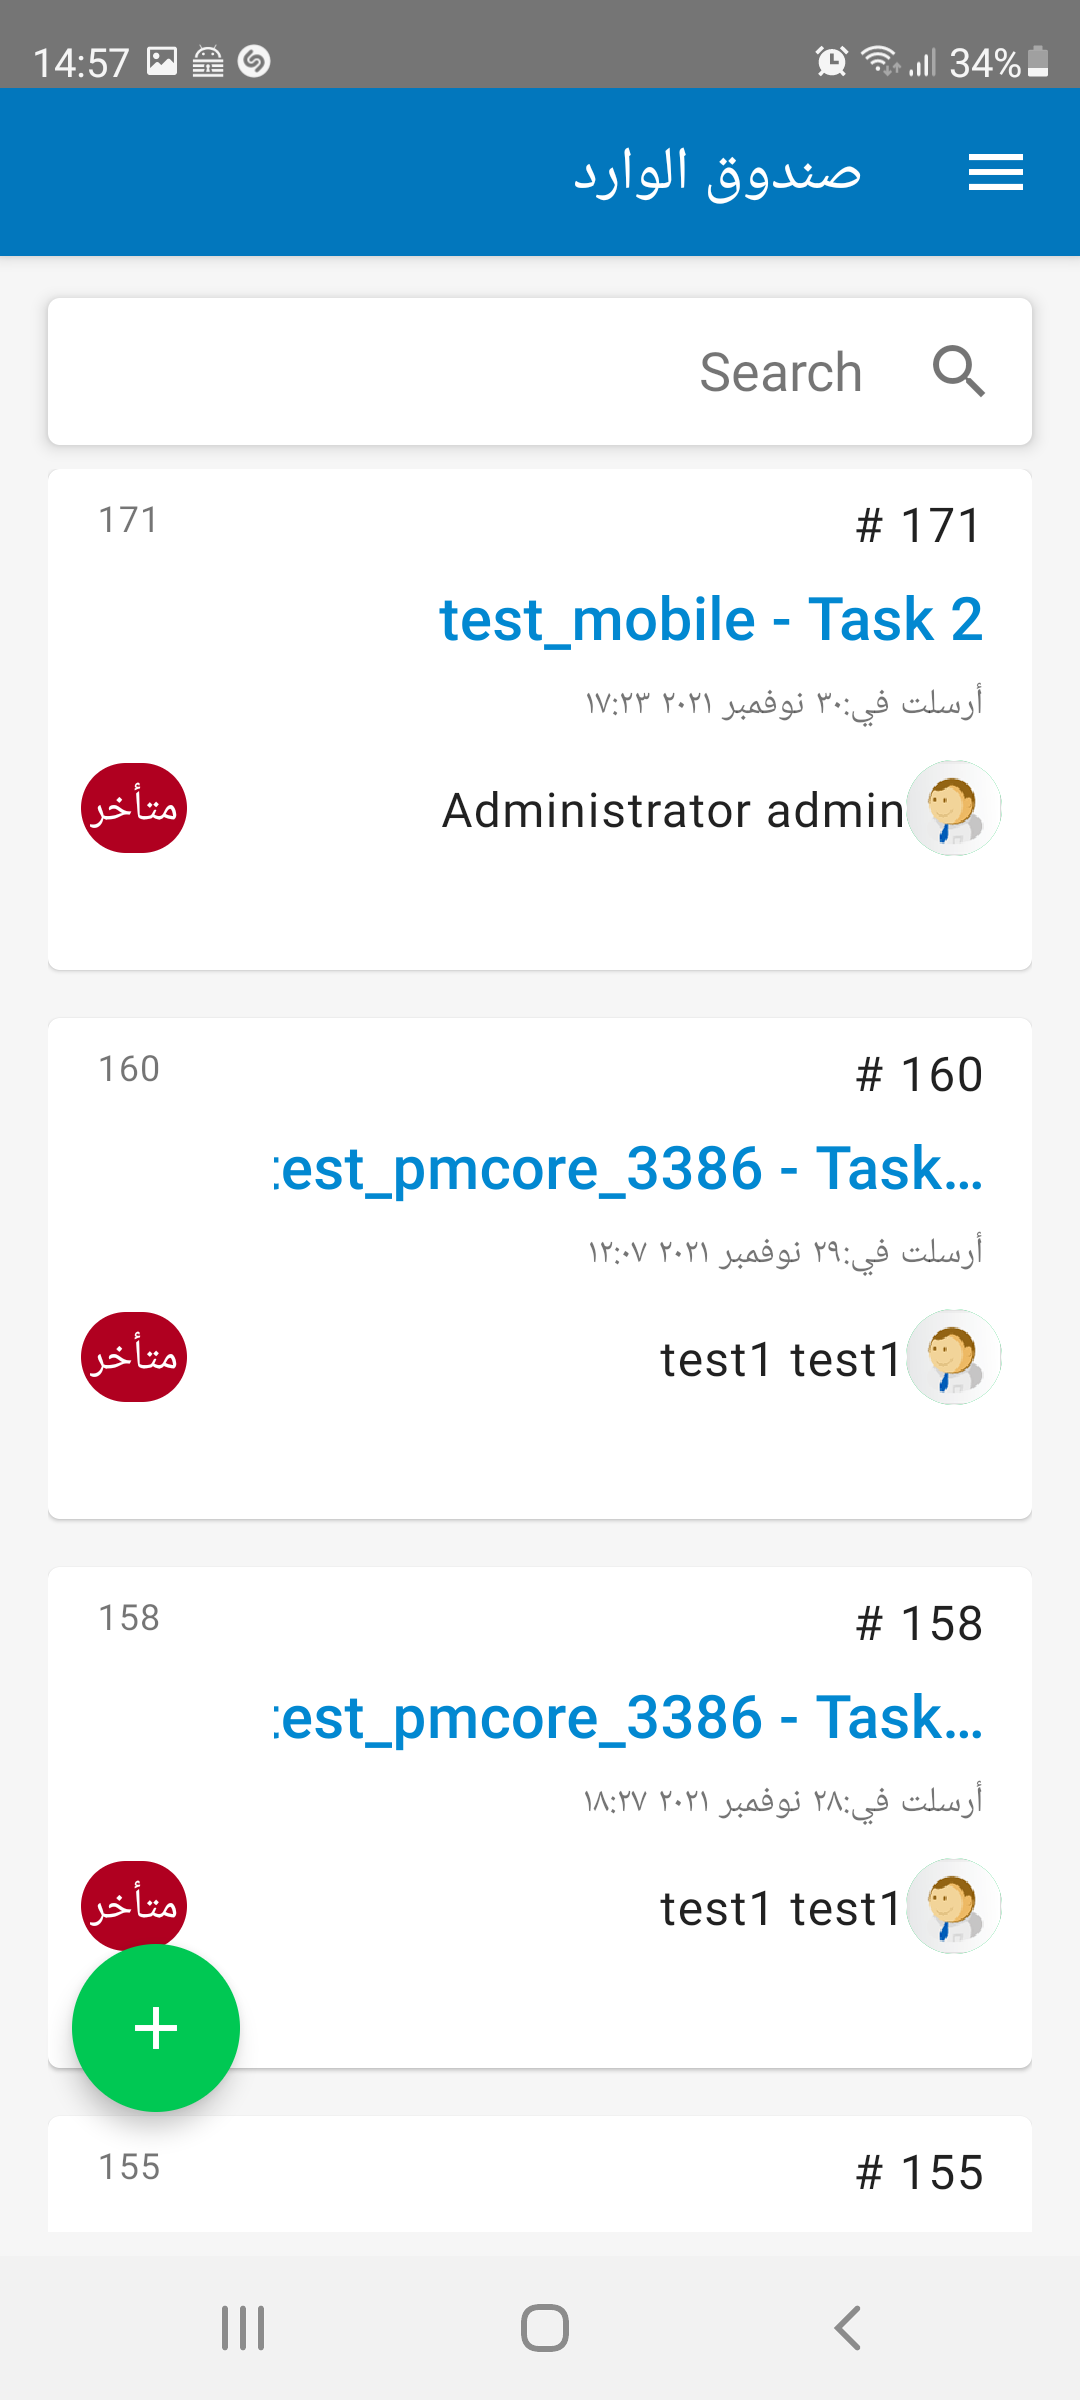 14:57 34%
صندوق الوارد
Search
# 171 171
test_mobile - Task 2
أرسلت في:٣٠ نوفمبر ٢٠٢١ ١٧:٢٣
Administrator admin متأخر
# 160 160
test_pmcore_3386 - Task...
أرسلت في:٢٩ نوفمبر ٢٠٢١ ١٢:٠٧
test1 test1 متأخر
# 158 158
test_pmcore_3386 - Task...
أرسلت في:٢٨ نوفمبر ٢٠٢١ ١٨:٢٧
test1 test1 متأخر
# 155 155